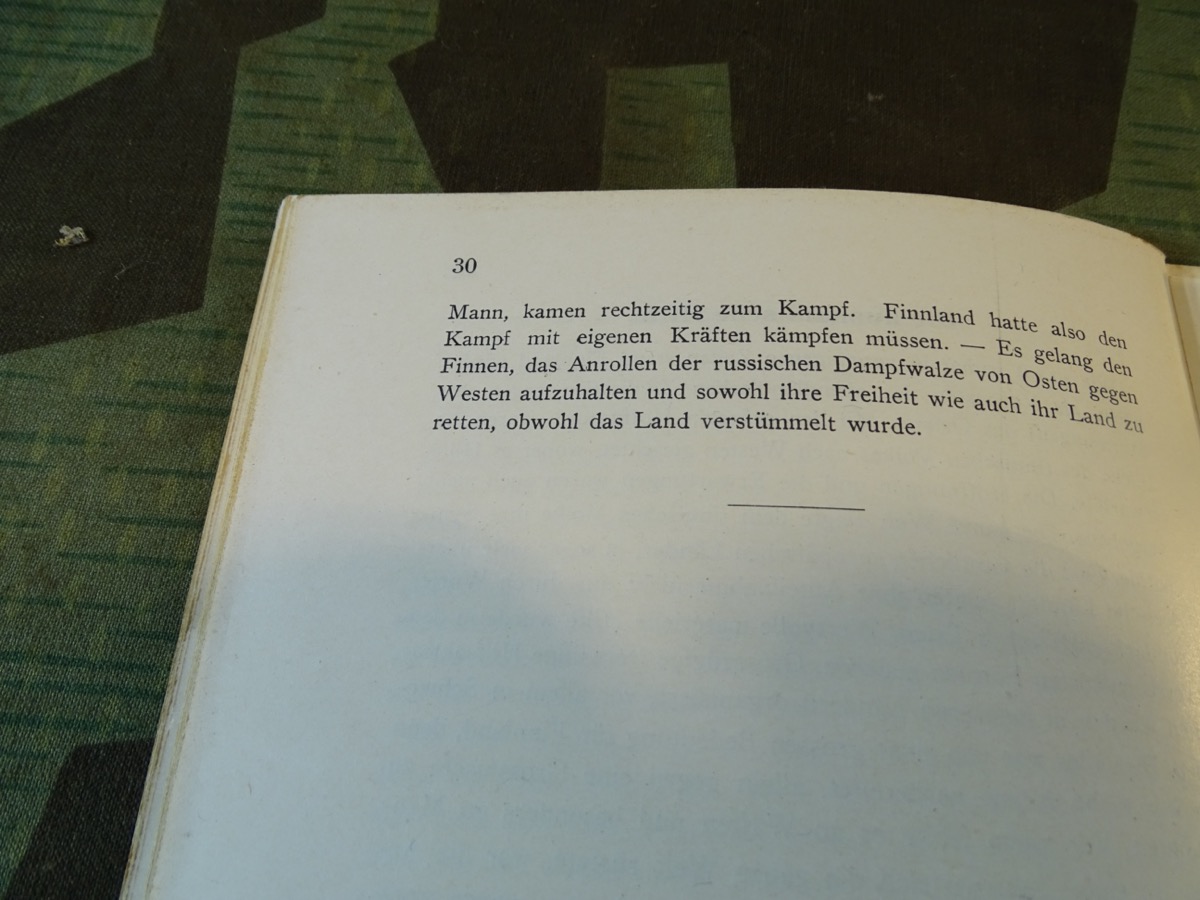 30
Mann, kamen rechtzeitig zum Kampf. Finnland hatte also den
Kampf mit eigenen Kräften kämpfen müssen. — Es gelang den
Finnen, das Anrollen der russischen Dampfwalze von Osten gegen
Westen aufzuhalten und sowohl ihre Freiheit wie auch ihr Land zu
retten, obwohl das Land verstümmelt wurde.